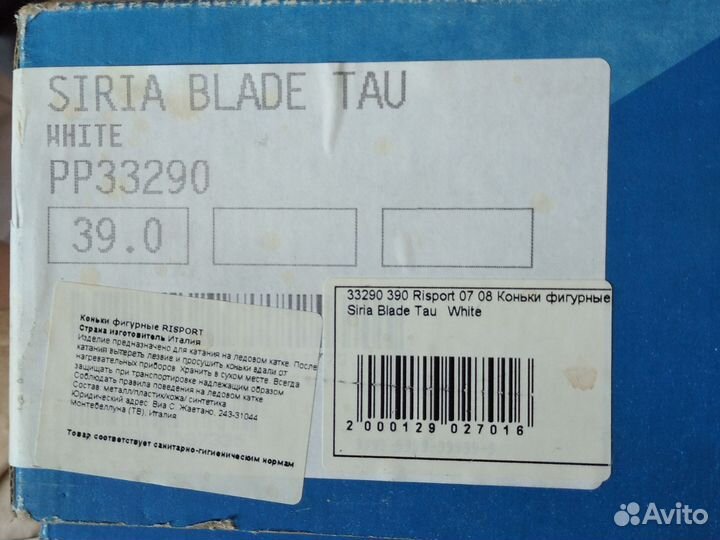 SIRIA BLADE TAU
WHITE
PP33290
39.0
Коньки фигурные RISPORT
Страна изготовитель Италия
Изделие предназначено для катания на ледовом катке. После
катания вытереть лезвие и просушить коньки вдали от
нагревательных приборов. Хранить в сухом месте. Всегда
защищать при транспортировке надлежащим образом
Соблюдать правила поведения на ледовом катке
Состав: металл/пластик/кожа/ синтетика
Юридический адрес: Виа С. Жаетано, 243-31044
Монтебеллуна (ТВ), Италия
Товар соответствует санитарно-гигиеническим нормам
33290 390 Risport 07 08 Коньки фигурные
Siria Blade Tau White
2 000129 027016
Avito